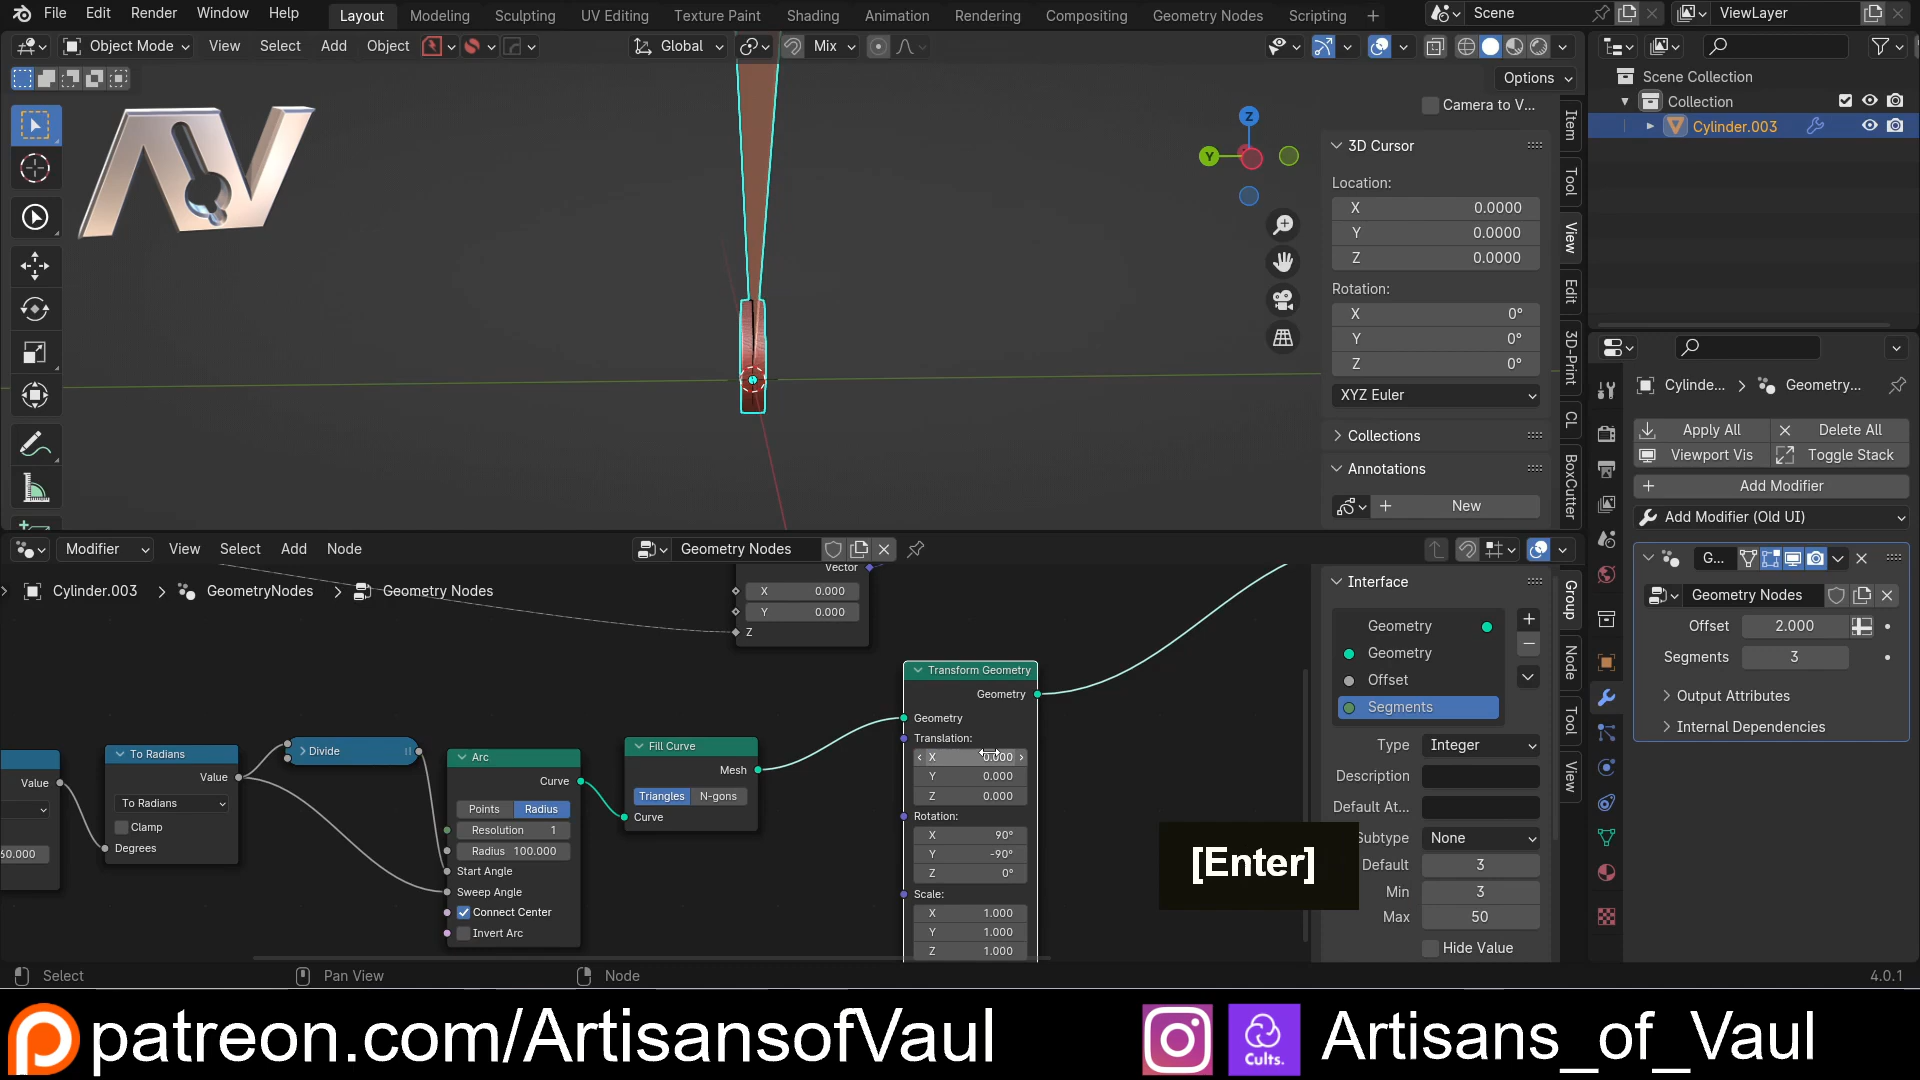 File Edit Render Window Help Layout Modeling Sculpting UV Editing Texture Paint Shading Animation Rendering Compositing Geometry Nodes Scripting + Scene ViewLayer
Object Mode View Select Add Object Global Mix
Options
Camera to V...
3D Cursor
Location:
X 0.0000
Y 0.0000
Z 0.0000
Rotation:
X 0°
Y 0°
Z 0°
XYZ Euler
Collections
Annotations
New
Z
Y
Item
Tool
View
Edit
3D-Print
CL
BoxCutter
Scene Collection
Collection
Cylinder.003
Cylinde... Geometry...
Apply All Delete All
Viewport Vis Toggle Stack
Add Modifier
Add Modifier (Old UI)
G...
Geometry Nodes
Offset 2.000
Segments 3
Output Attributes
Internal Dependencies
Modifier View Select Add Node Geometry Nodes
Cylinder.003 GeometryNodes Geometry Nodes
Vector
X 0.000
Y 0.000
Z
Value
To Radians
Value
To Radians
Clamp
Degrees
Divide
Arc
Curve
Points Radius
Resolution 1
Radius 100.000
Start Angle
Sweep Angle
Connect Center
Invert Arc
Fill Curve
Mesh
Triangles N-gons
Curve
Transform Geometry
Geometry
Geometry
Translation:
X 0.000
Y 0.000
Z 0.000
Rotation:
X 90°
Y -90°
Z 0°
Scale:
X 1.000
Y 1.000
Z 1.000
[Enter]
Interface
Geometry
Geometry
Offset
Segments
Type Integer
Description
Default At...
Subtype None
Default 3
Min 3
Max 50
Hide Value
Group
Node
Tool
View
Select Pan View Node 4.0.1
patreon.com/ArtisansofVaul Cults. Artisans_of_Vaul